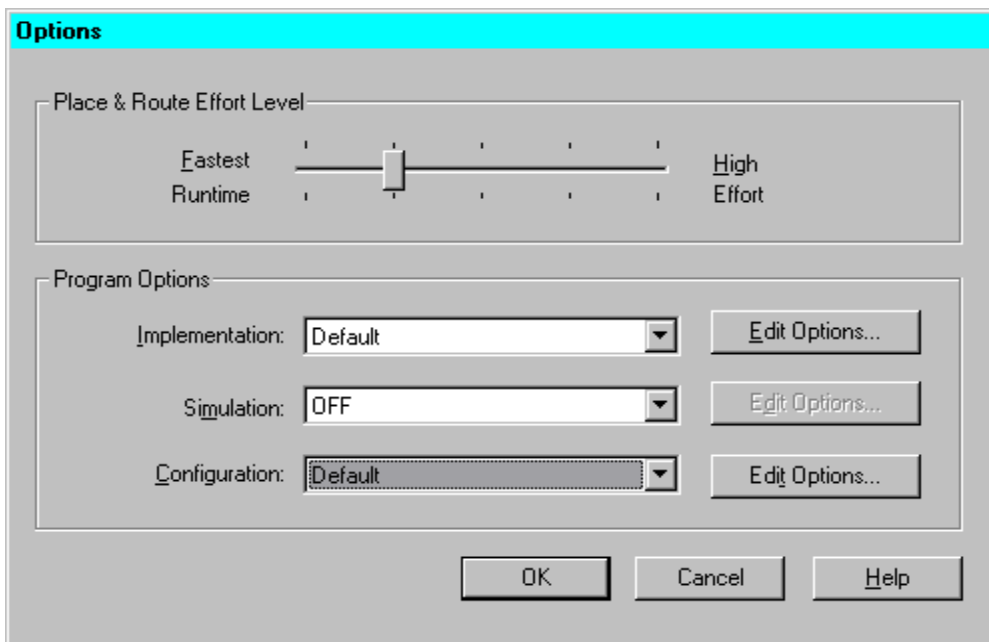 Options
Place & Route Effort Level
Fastest High
Runtime Effort
Program Options
Implementation: Default Edit Options...
Simulation: OFF Edit Options...
Configuration: Default Edit Options...
OK Cancel Help